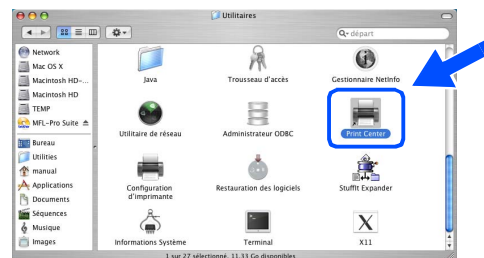 Utilitaires
départ
Network
Mac OS X
Macintosh HD-...
Macintosh HD
TEMP
MFL-Pro Suite
Bureau
Utilities
manual
Applications
Documents
Séquences
Musique
Images
Java
Trousseau d'accès
Gestionnaire NetInfo
Utilitaire de réseau
Administrateur ODBC
Print Center
Configuration
d'imprimante
Restauration des logiciels
StuffIt Expander
Informations Système
Terminal
X11
1 sur 27 sélectionné, 11,33 Go disponibles